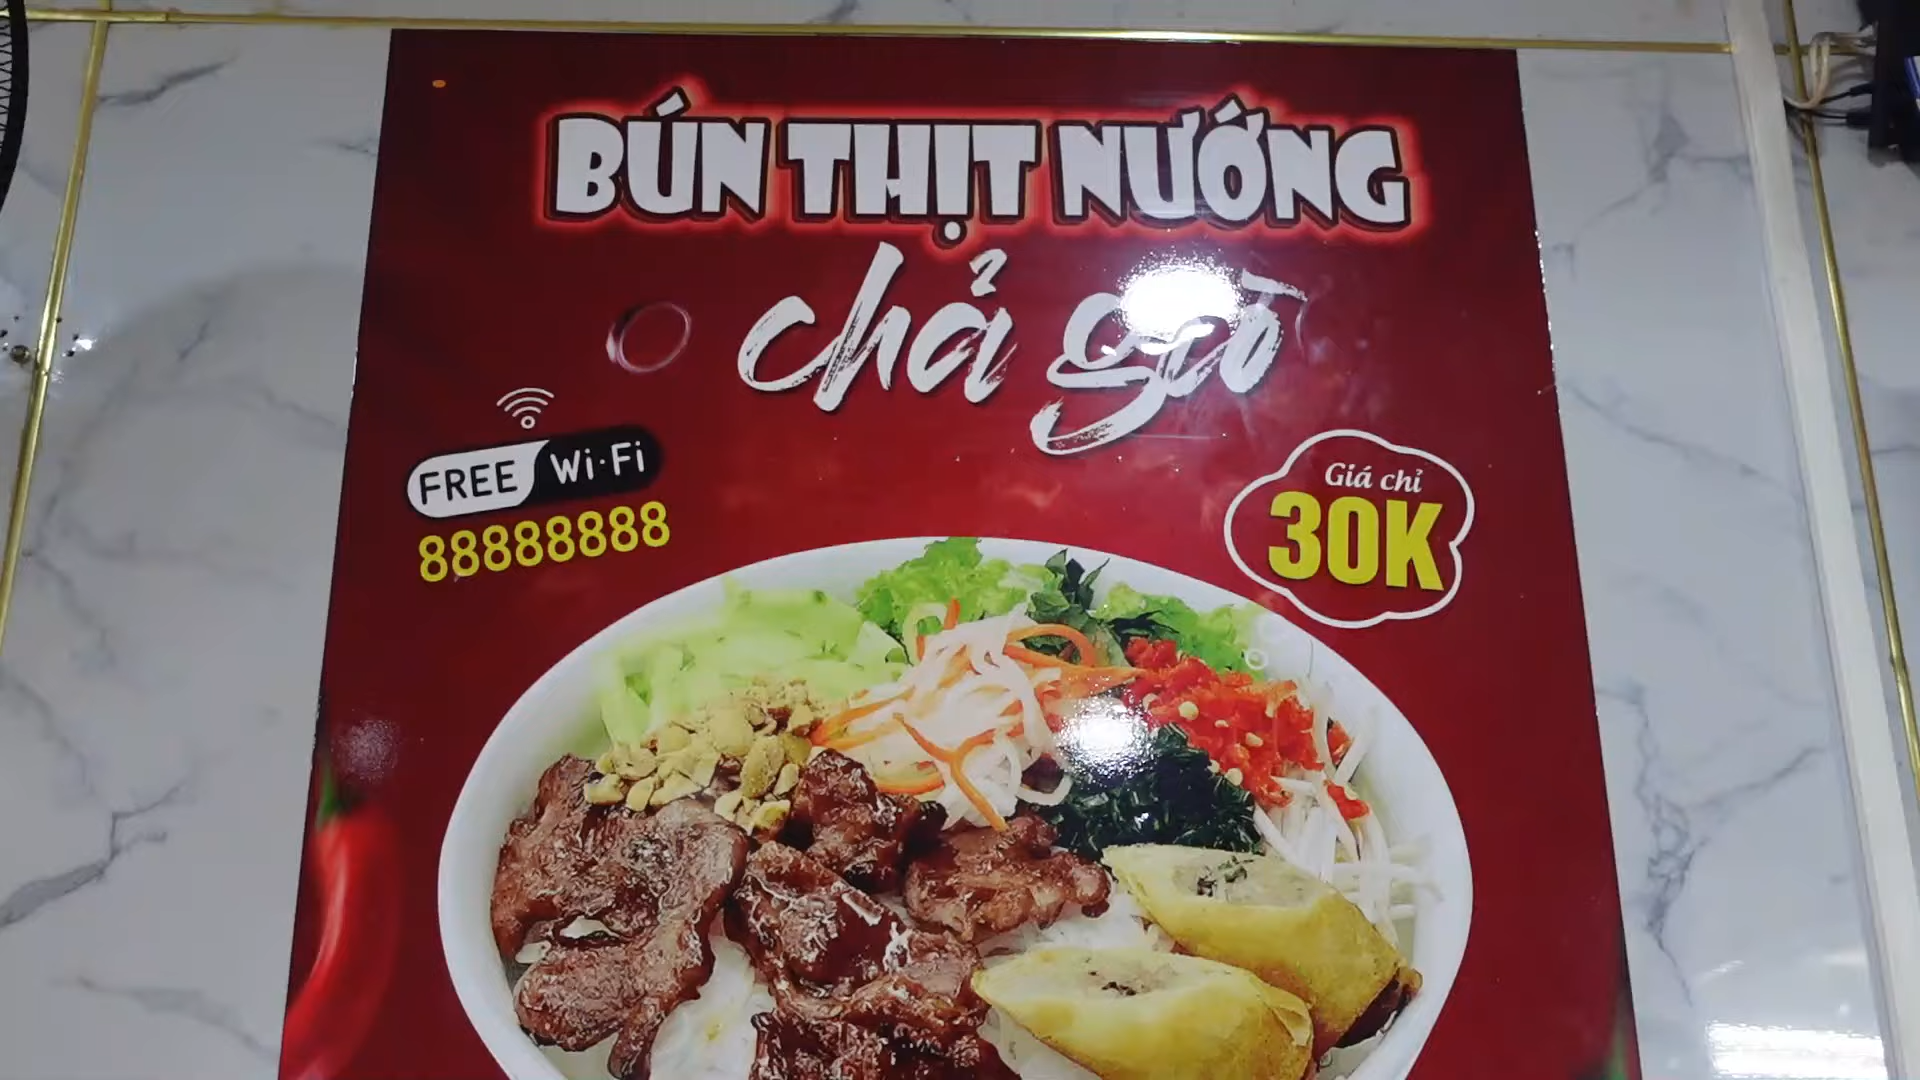 BÚN THỊT NƯỚNG
chả giò
FREE Wi-Fi
88888888
Giá chỉ
30K